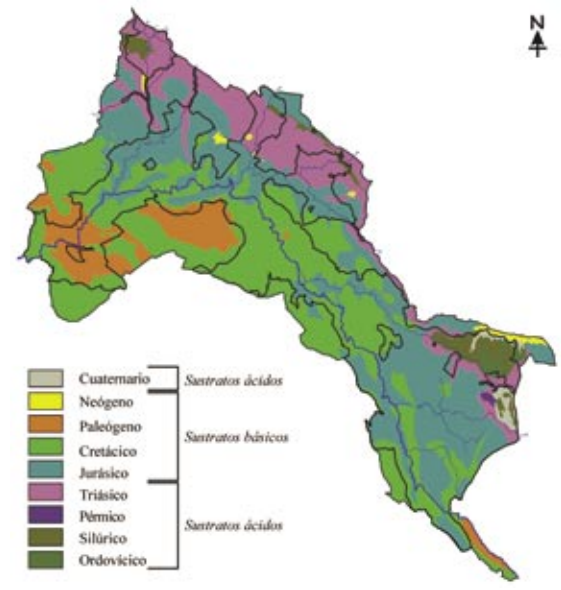 N
Cuaternario
Sustratos ácidos
Neógeno
Paleógeno
Sustratos básicos
Cretácico
Jurásico
Triásico
Pérmico
Sustratos ácidos
Silúrico
Ordovícico